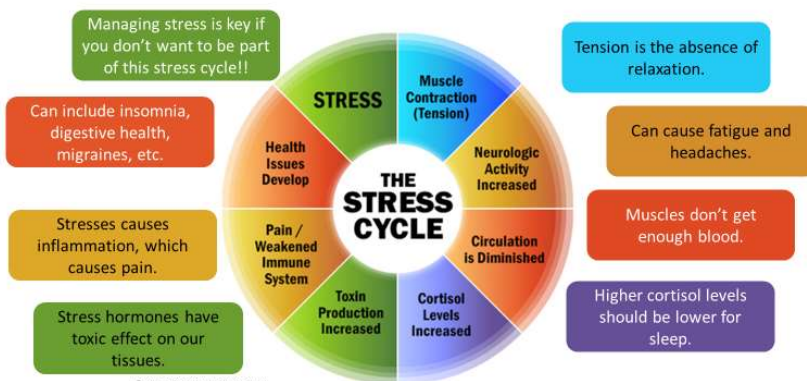 Managing stress is key if
you don't want to be part
of this stress cycle!!
Can include insomnia,
digestive health,
migraines, etc.
Stresses causes
inflammation, which
causes pain.
Stress hormones have
toxic effect on our
tissues.
STRESS
Muscle
Contraction
(Tension)
Neurologic
Activity
Increased
Circulation
is Diminished
Cortisol
Levels
Increased
Toxin
Production
Increased
Pain /
Weakened
Immune
System
Health
Issues
Develop
THE
STRESS
CYCLE
Tension is the absence of
relaxation.
Can cause fatigue and
headaches.
Muscles don't get
enough blood.
Higher cortisol levels
should be lower for
sleep.